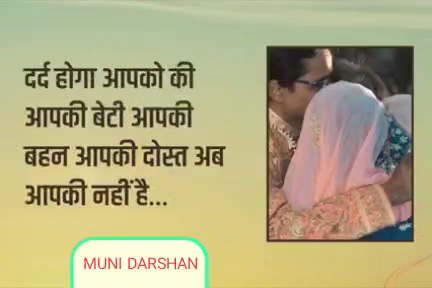 दर्द होगा आपको की
आपकी बेटी आपकी
बहन आपकी दोस्त अब
आपकी नहीं है...
MUNI DARSHAN